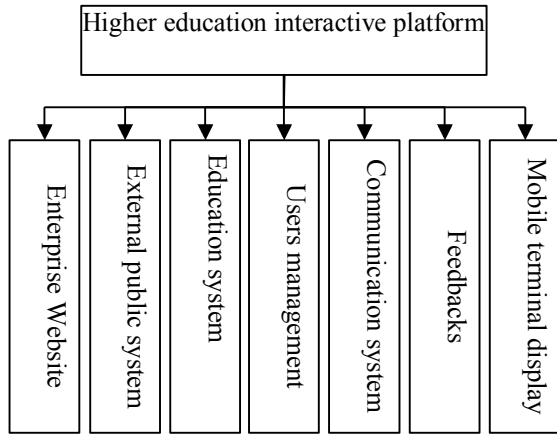 Higher education interactive platform
Enterprise Website
External public system
Education system
Users management
Communication system
Feedbacks
Mobile terminal display